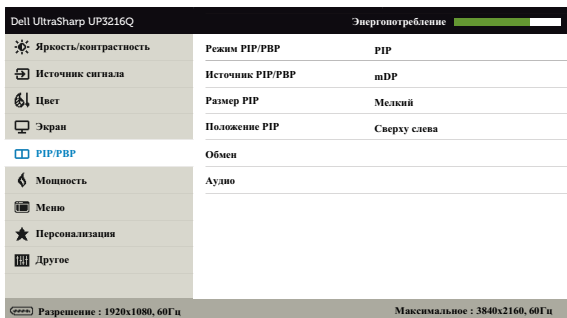 Dell UltraSharp UP3216Q Энергопотребление
Яркость/контрастность Режим PIP/PBP PIP
Источник сигнала Источник PIP/PBP mDP
Цвет Размер PIP Мелкий
Экран Положение PIP Сверху слева
PIP/PBP Обмен
Мощность Аудио
Меню
Персонализация
Другое
Разрешение : 1920x1080, 60Гц Максимальное : 3840x2160, 60Гц